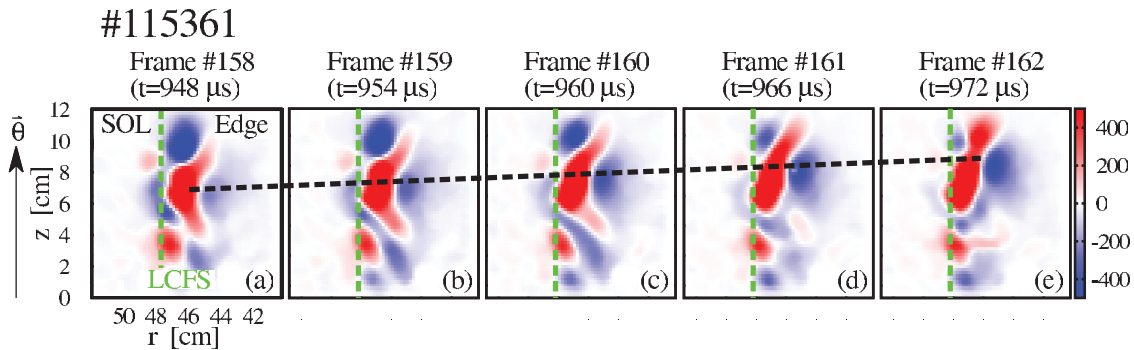 #115361
Frame #158 Frame #159 Frame #160 Frame #161 Frame #162
(t=948 μs) (t=954 μs) (t=960 μs) (t=966 μs) (t=972 μs)
12
10
8
6
4
2
0
z [cm]
θ
SOL Edge
LCFS
(a) (b) (c) (d) (e)
50 48 46 44 42
r [cm]
400
200
0
-200
-400